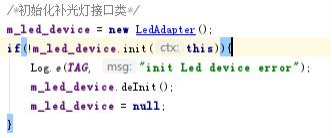 /*初始化补光灯接口类*/
m_led_device = new LedAdapter();
if(!m_led_device.init( ctx: this)){
Log.e(TAG, msg: "init Led device error");
m_led_device.deInit();
m_led_device = null;
}